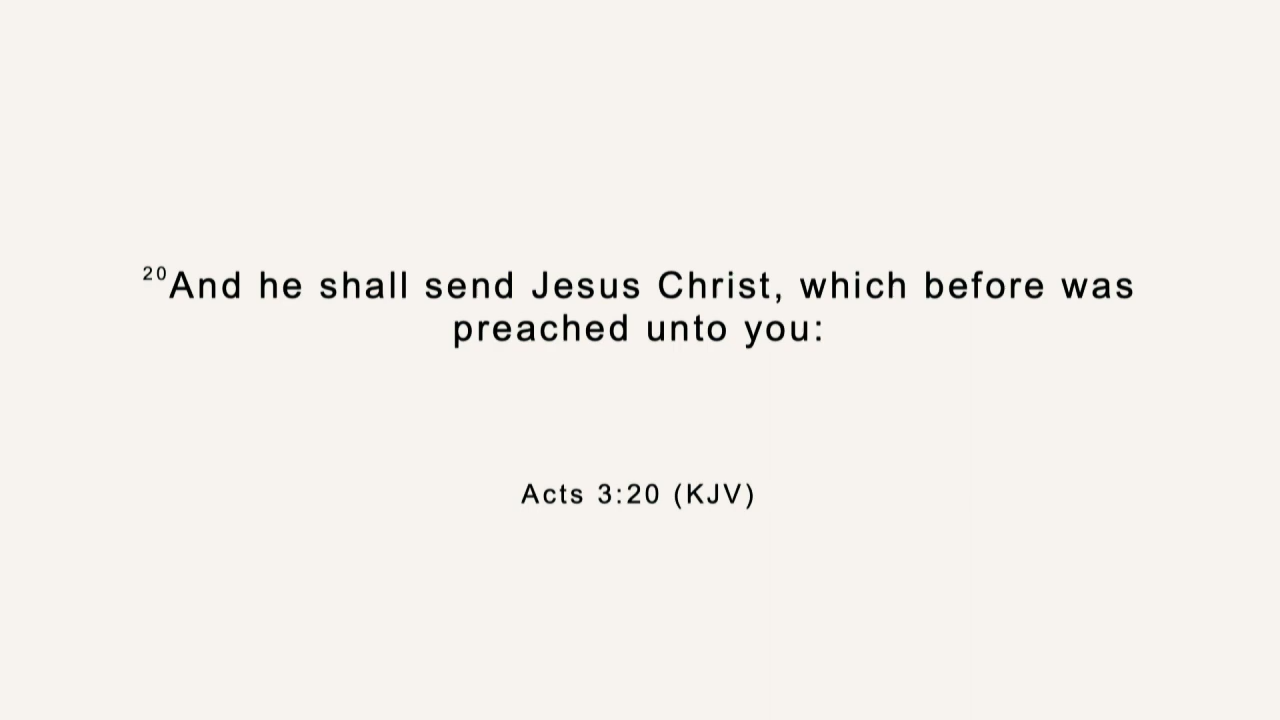 20And he shall send Jesus Christ, which before was
preached unto you:
Acts 3:20 (KJV)